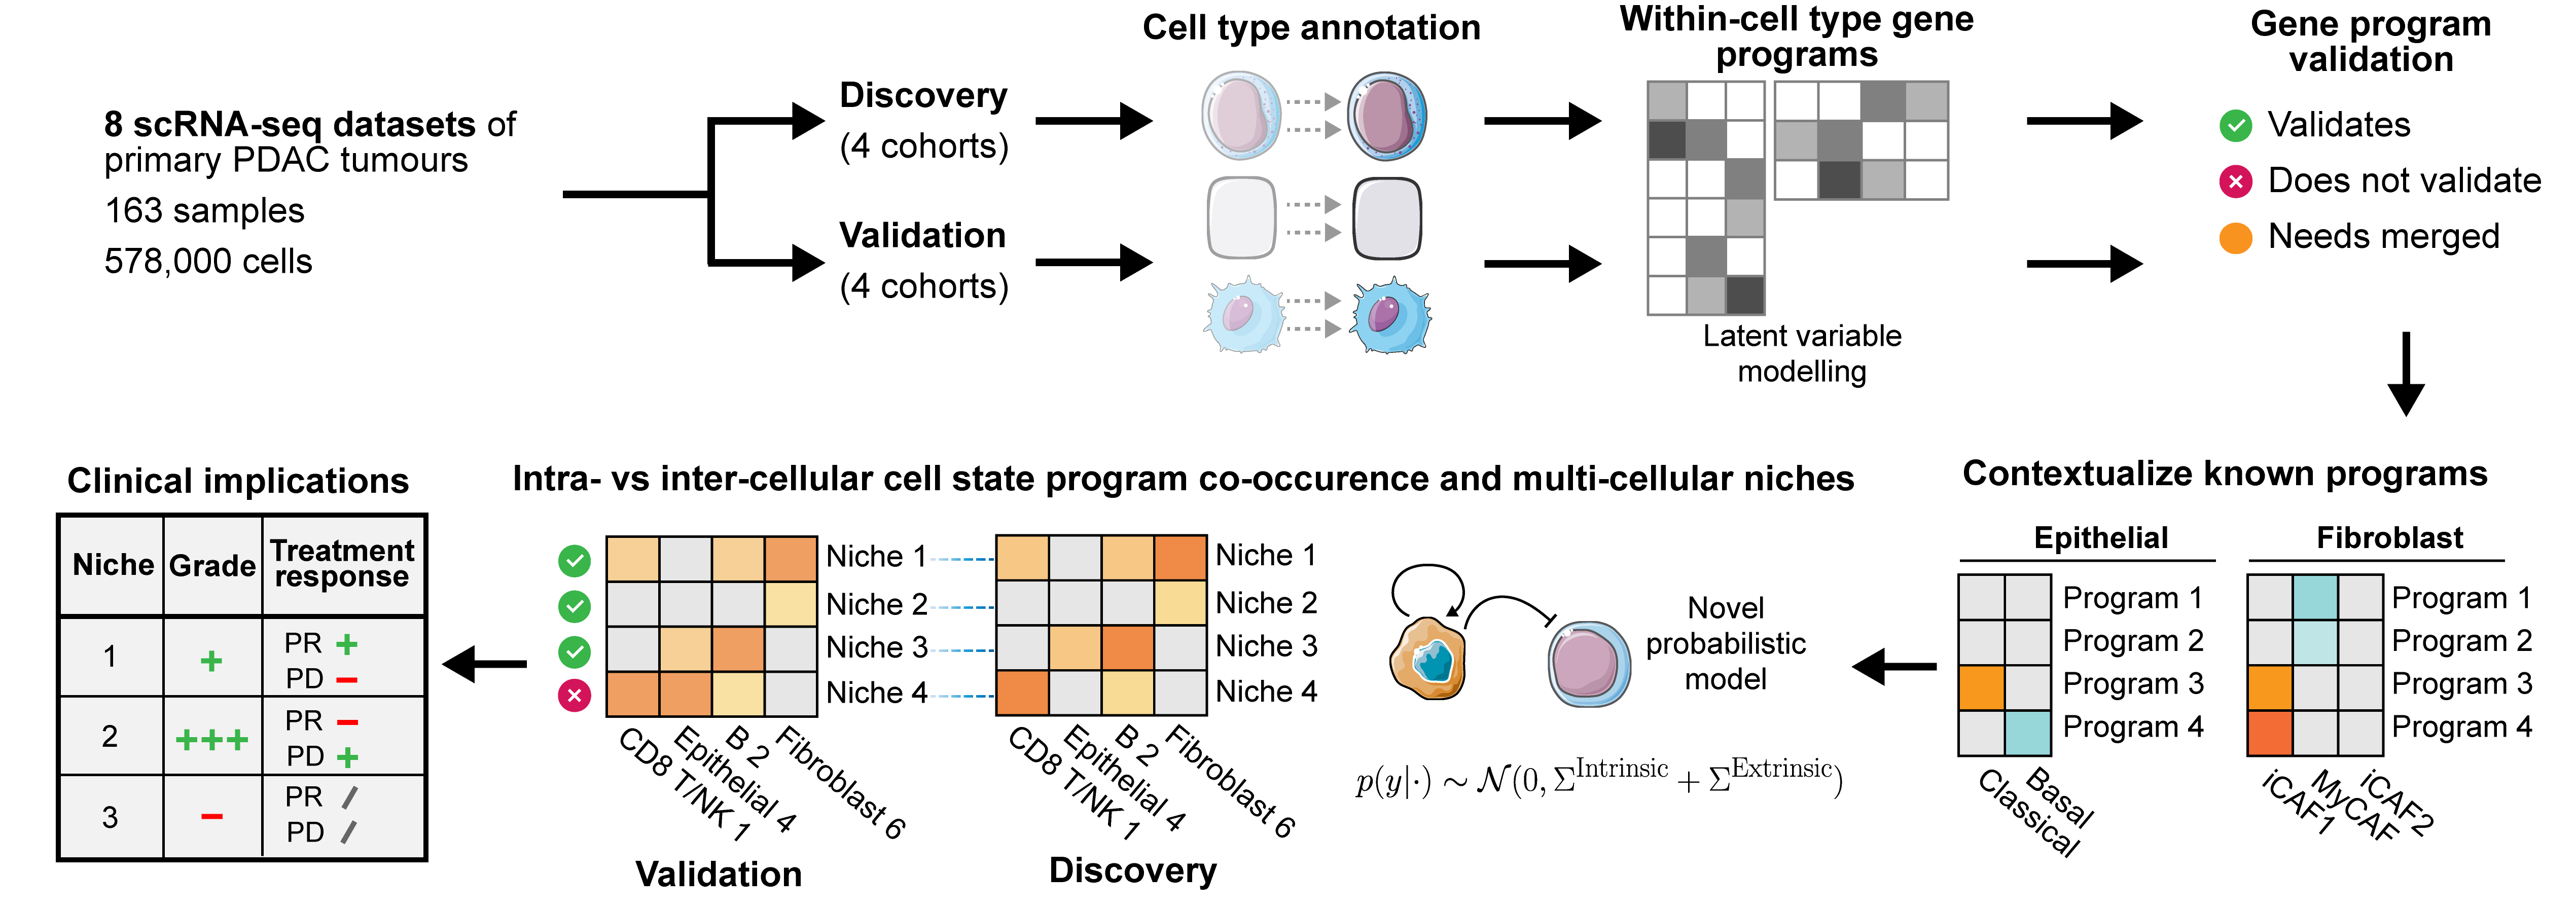 8 scRNA-seq datasets of
primary PDAC tumours
163 samples
578,000 cells
Discovery
(4 cohorts)
Validation
(4 cohorts)
Cell type annotation
Within-cell type gene
programs
Latent variable
modelling
Gene program
validation
Validates
Does not validate
Needs merged
Contextualize known programs
Epithelial
Program 1
Program 2
Program 3
Program 4
Classical
Basal
Fibroblast
Program 1
Program 2
Program 3
Program 4
iCAF1
MyCAF
iCAF2
Intra- vs inter-cellular cell state program co-occurence and multi-cellular niches
Novel
probabilistic
model
p(y|·) ∼ 𝒩(0, Σ^Intrinsic + Σ^Extrinsic)
Niche 1
Niche 2
Niche 3
Niche 4
CD8 T/NK 1
Epithelial 4
B 2
Fibroblast 6
Discovery
Niche 1
Niche 2
Niche 3
Niche 4
CD8 T/NK 1
Epithelial 4
B 2
Fibroblast 6
Validation
Clinical implications
Niche Grade Treatment
response
1 + PR +
PD −
2 +++ PR −
PD +
3 − PR /
PD /